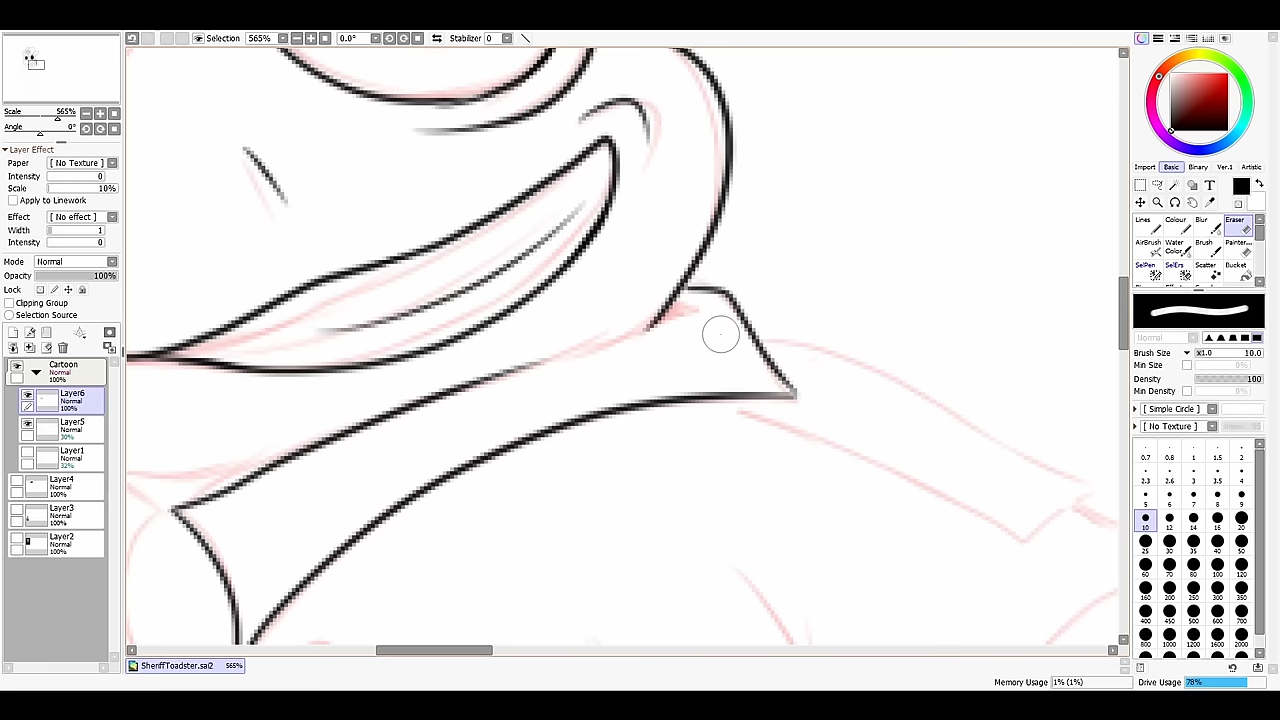 Selection 565% 0.0° Stabilizer 0
Scale 565%
Angle 0°
Layer Effect
Paper [ No Texture ]
Intensity 0
Scale 10%
Apply to Linework
Effect [ No effect ]
Width 1
Intensity 0
Mode Normal
Opacity 100%
Lock
Clipping Group
Selection Source
Cartoon
Normal
100%
Layer6
Normal
100%
Layer5
Normal
30%
Layer1
Normal
32%
Layer4
Normal
100%
Layer3
Normal
100%
Layer2
Normal
100%
SheriffToadster.sai2 565%
Import Basic Binary Ver.1 Artistic
Lines Colour Blur Eraser
AirBrush Water Color Brush Painter...
SelPen SelErs Scatter Bucket
Normal
Brush Size x1.0 10.0
Min Size 0%
Density 100
Min Density 0%
[ Simple Circle ]
[ No Texture ]
0.7 0.8 1 1.5 2
2.3 2.6 3 3.5 4
5 6 7 8 9
10 12 14 16 20
25 30 35 40 50
60 70 80 100 120
160 200 250 300 350
400 450 500 600 700
800 1000 1200 1600 2000
Memory Usage 1% (1%) Drive Usage 78%